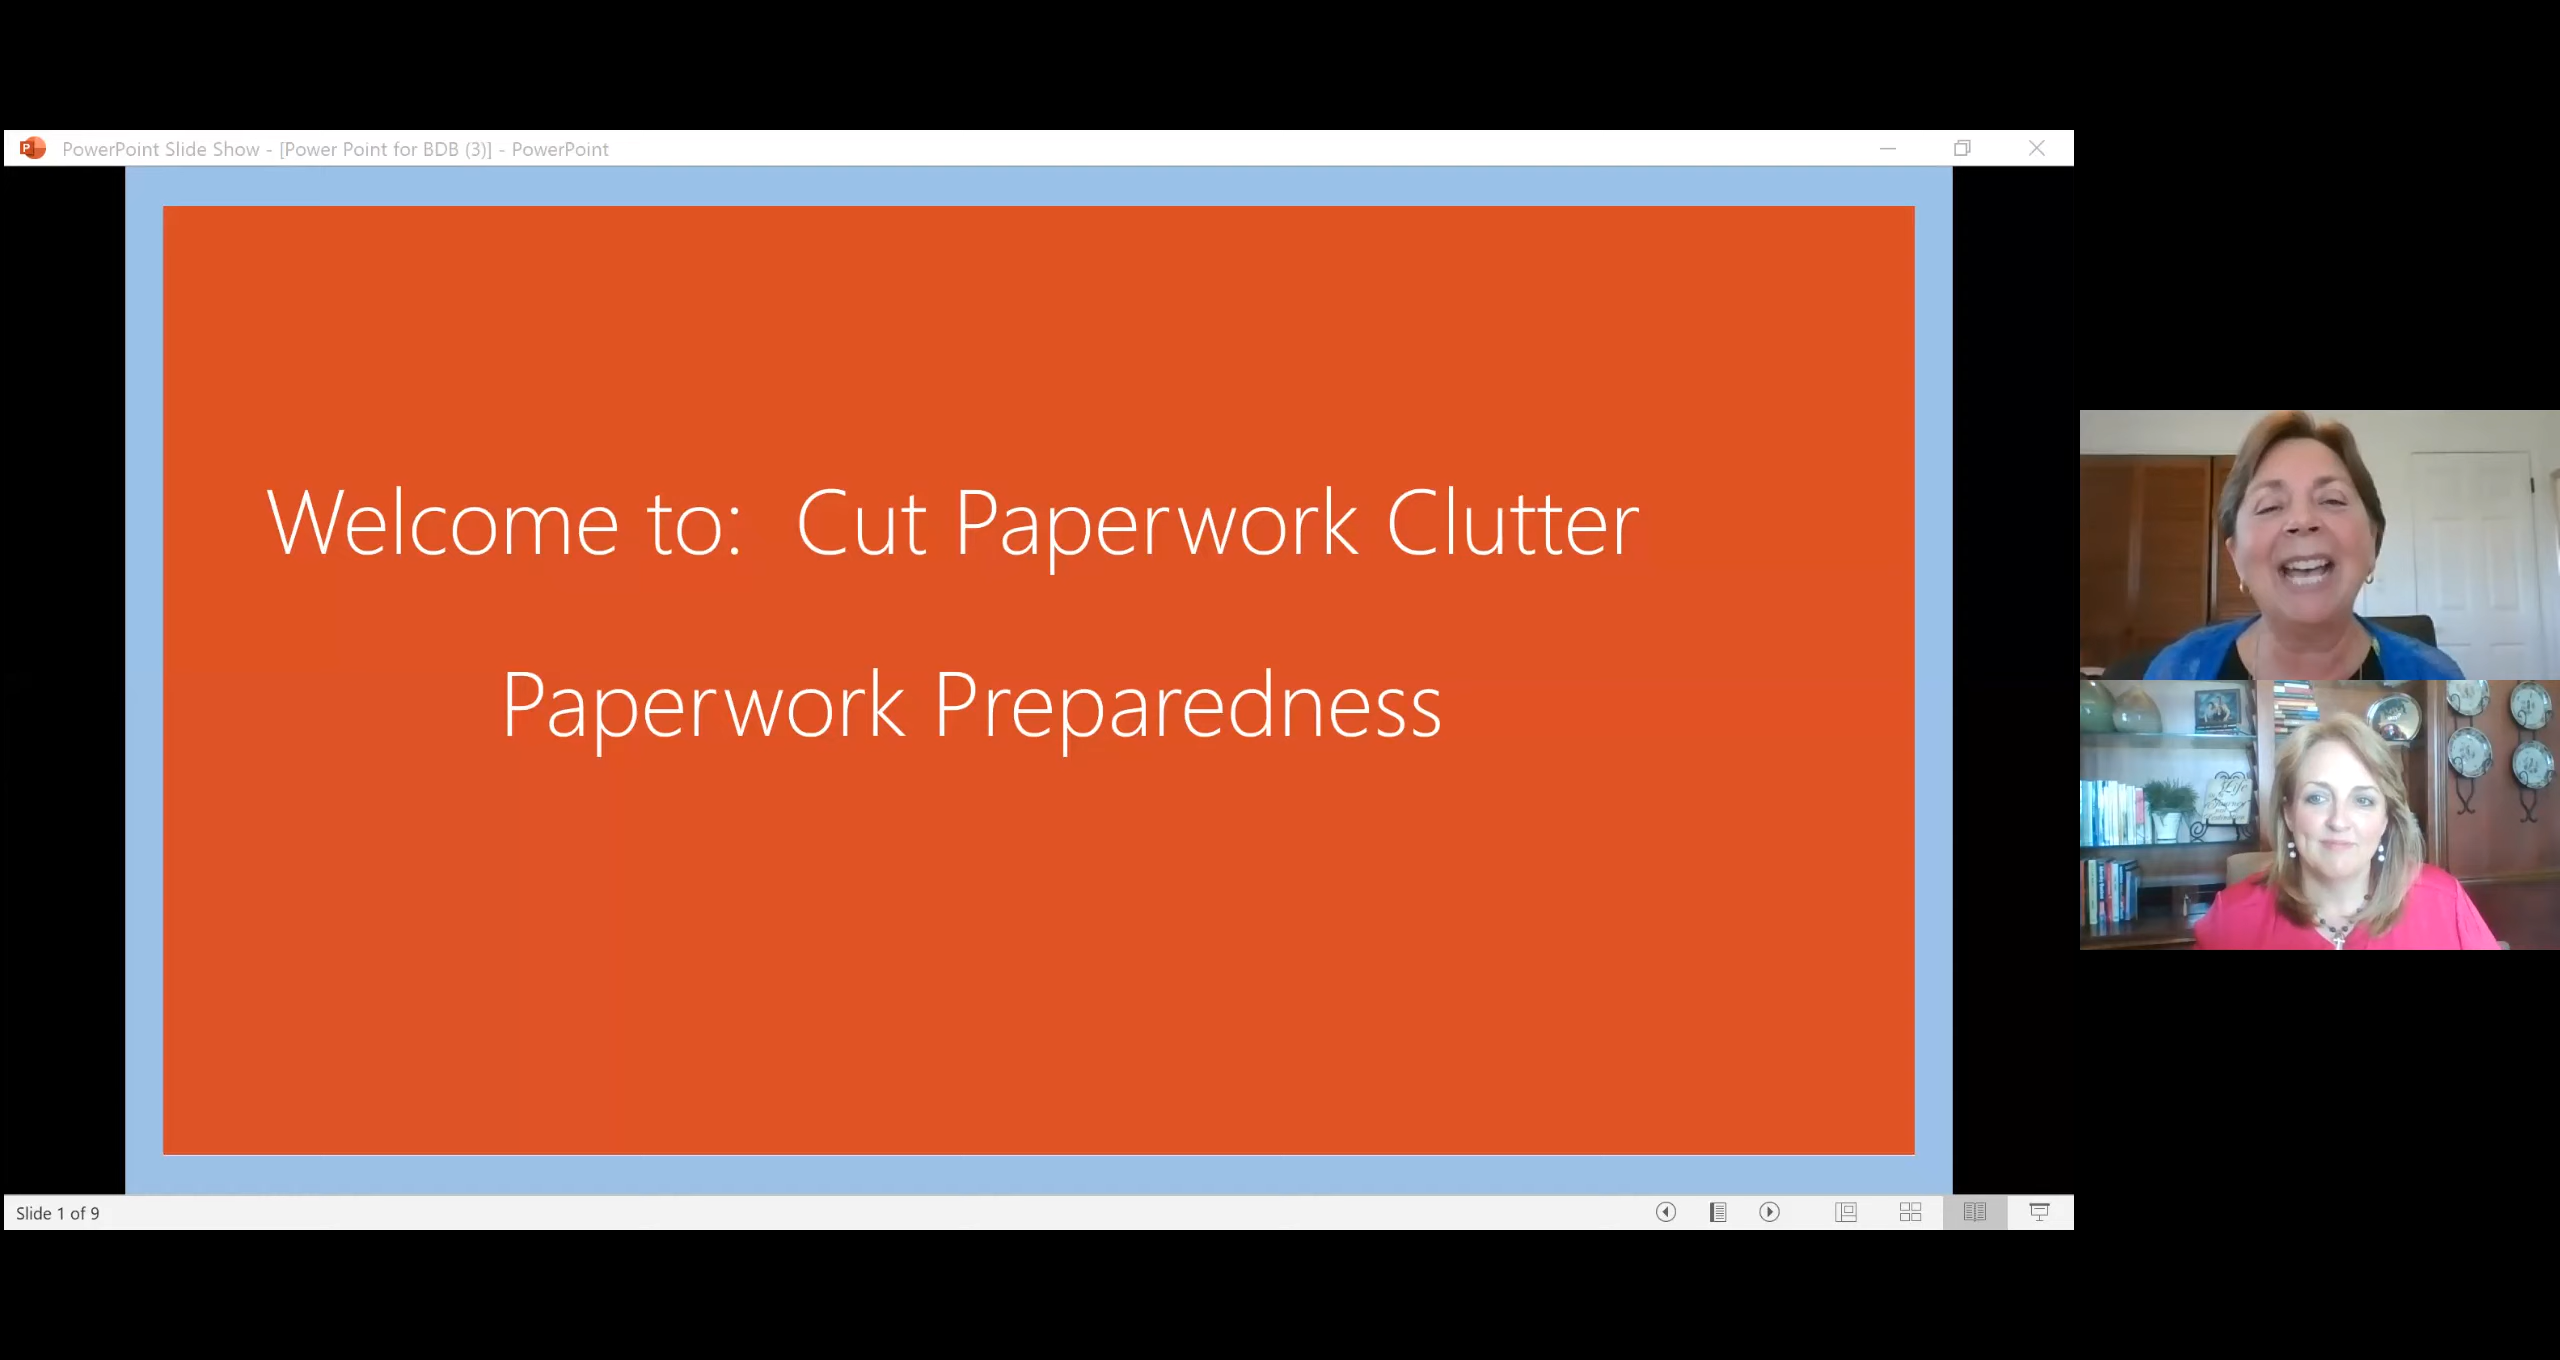 PowerPoint Slide Show - [Power Point for BDB (3)] - PowerPoint
Welcome to: Cut Paperwork Clutter
Paperwork Preparedness
Life
Slide 1 of 9